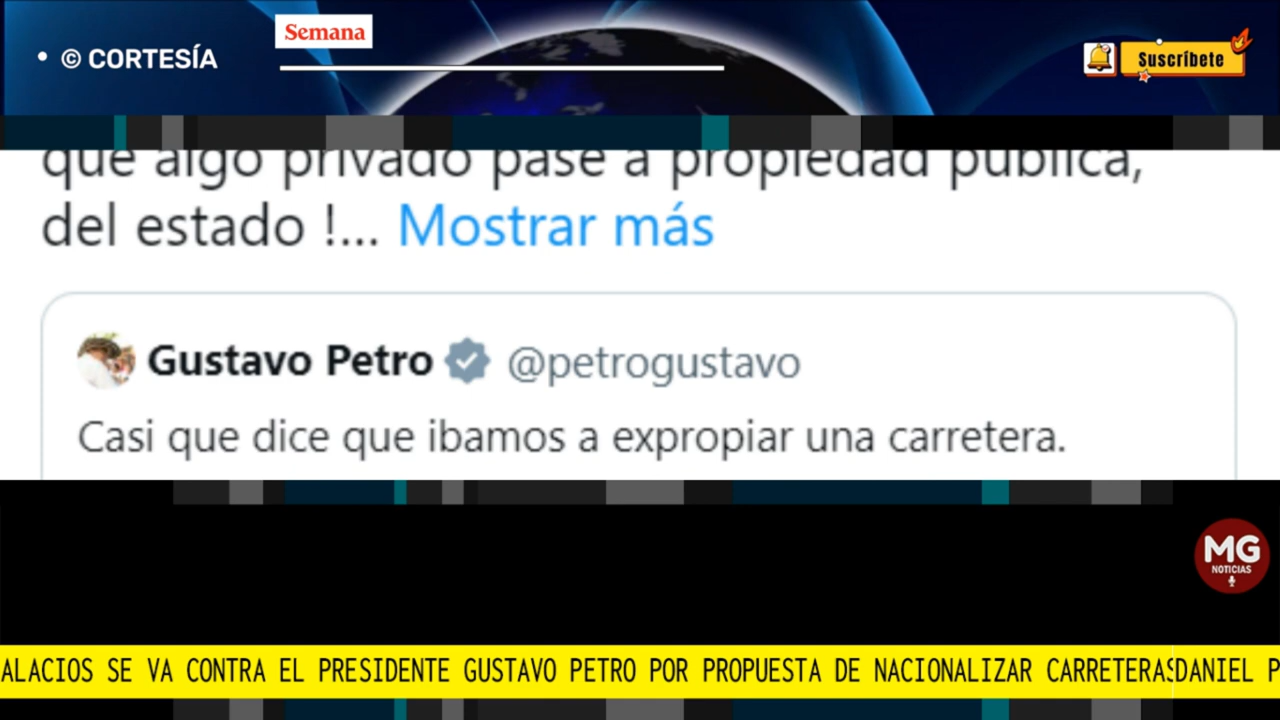 Semana
• © CORTESÍA
Suscríbete
que algo privado pase a propiedad pública,
del estado !... Mostrar más
Gustavo Petro @petrogustavo
Casi que dice que ibamos a expropiar una carretera.
MG
NOTICIAS
ALACIOS SE VA CONTRA EL PRESIDENTE GUSTAVO PETRO POR PROPUESTA DE NACIONALIZAR CARRETERASDANIEL P